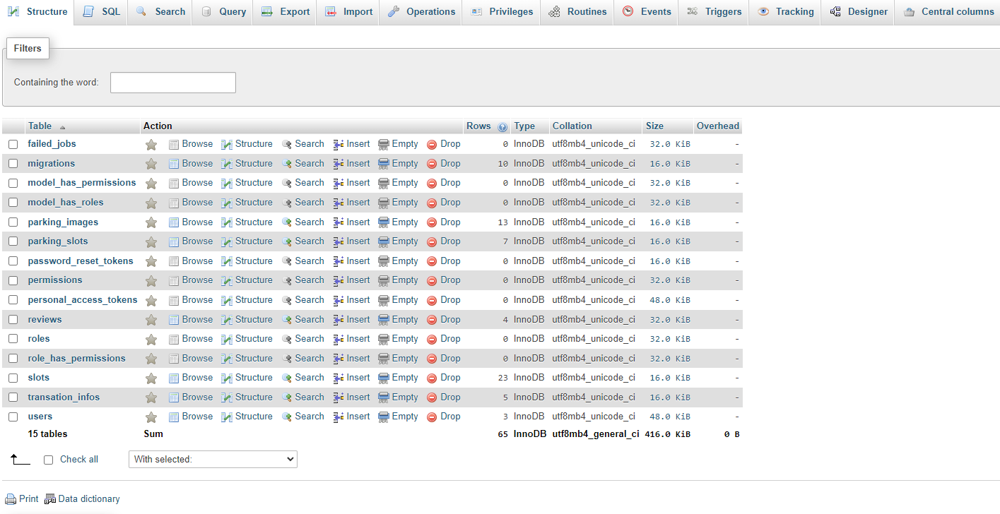 Structure SQL Search Query Export Import Operations Privileges Routines Events Triggers Tracking Designer Central columns
Filters
Containing the word:
Table Action Rows Type Collation Size Overhead
failed_jobs Browse Structure Search Insert Empty Drop 0 InnoDB utf8mb4_unicode_ci 32.0 KiB -
migrations Browse Structure Search Insert Empty Drop 10 InnoDB utf8mb4_unicode_ci 16.0 KiB -
model_has_permissions Browse Structure Search Insert Empty Drop 0 InnoDB utf8mb4_unicode_ci 32.0 KiB -
model_has_roles Browse Structure Search Insert Empty Drop 0 InnoDB utf8mb4_unicode_ci 32.0 KiB -
parking_images Browse Structure Search Insert Empty Drop 13 InnoDB utf8mb4_unicode_ci 16.0 KiB -
parking_slots Browse Structure Search Insert Empty Drop 7 InnoDB utf8mb4_unicode_ci 16.0 KiB -
password_reset_tokens Browse Structure Search Insert Empty Drop 0 InnoDB utf8mb4_unicode_ci 16.0 KiB -
permissions Browse Structure Search Insert Empty Drop 0 InnoDB utf8mb4_unicode_ci 32.0 KiB -
personal_access_tokens Browse Structure Search Insert Empty Drop 0 InnoDB utf8mb4_unicode_ci 48.0 KiB -
reviews Browse Structure Search Insert Empty Drop 4 InnoDB utf8mb4_unicode_ci 32.0 KiB -
roles Browse Structure Search Insert Empty Drop 0 InnoDB utf8mb4_unicode_ci 32.0 KiB -
role_has_permissions Browse Structure Search Insert Empty Drop 0 InnoDB utf8mb4_unicode_ci 32.0 KiB -
slots Browse Structure Search Insert Empty Drop 23 InnoDB utf8mb4_unicode_ci 16.0 KiB -
transation_infos Browse Structure Search Insert Empty Drop 5 InnoDB utf8mb4_unicode_ci 16.0 KiB -
users Browse Structure Search Insert Empty Drop 3 InnoDB utf8mb4_unicode_ci 48.0 KiB -
15 tables Sum 65 InnoDB utf8mb4_general_ci 416.0 KiB 0 B
Check all With selected:
Print Data dictionary